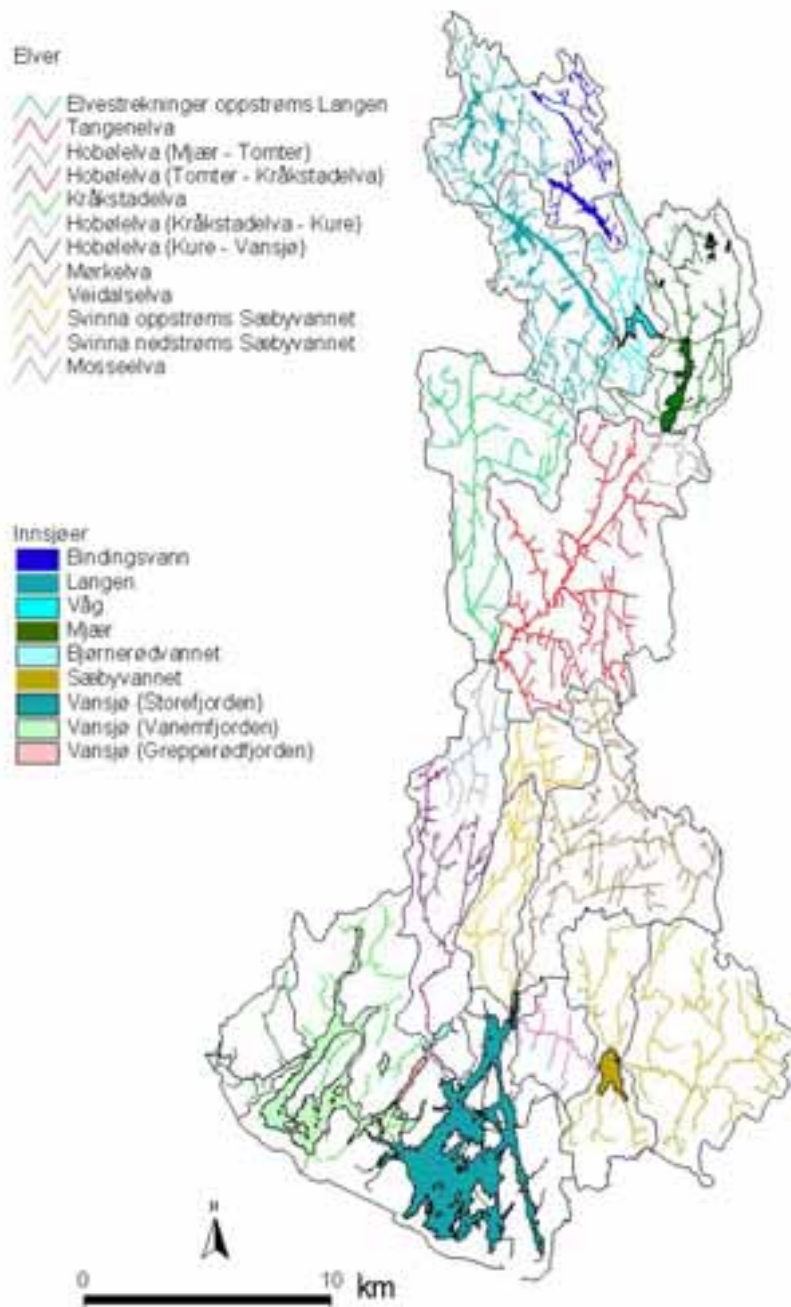 Elver
Elvestrekninger oppstrøms Langen
Tangenelva
Hobølelva (Mjær - Tomter)
Hobølelva (Tomter - Kråkstadelva)
Kråkstadelva
Hobølelva (Kråkstadelva - Kure)
Hobølelva (Kure - Vansjø)
Mørkelva
Veidalselva
Svinna oppstrøms Sæbyvannet
Svinna nedstrøms Sæbyvannet
Mosseelva
Innsjøer
Bindingsvann
Langen
Våg
Mjær
Bjørnerødvannet
Sæbyvannet
Vansjø (Storefjorden)
Vansjø (Vanemfjorden)
Vansjø (Grepperødfjorden)
N
0 10 km